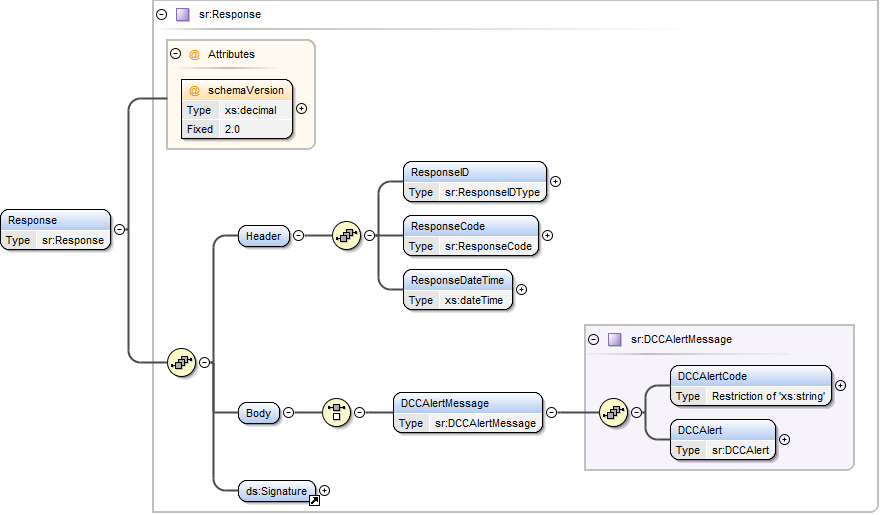 sr:Response
@ Attributes
@ schemaVersion
Type xs:decimal
Fixed 2.0
ResponseID
Type sr:ResponseIDType
Response
Type sr:Response
Header
ResponseCode
Type sr:ResponseCode
ResponseDateTime
Type xs:dateTime
sr:DCCAlertMessage
DCCAlertCode
Type Restriction of 'xs:string'
Body
DCCAlertMessage
Type sr:DCCAlertMessage
DCCAlert
Type sr:DCCAlert
ds:Signature